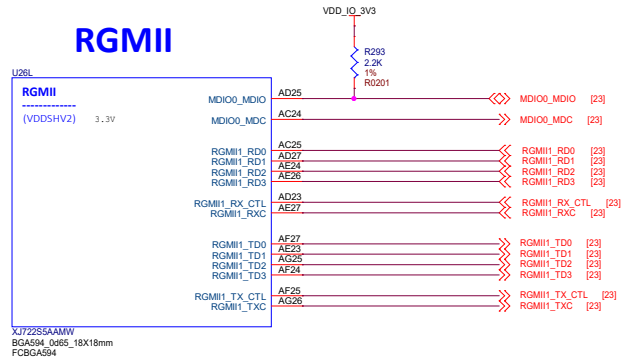 RGMII
VDD_IO_3V3
R293
2.2K
1%
R0201
U26L
RGMII
-------------
(VDDSHV2) 3.3V
MDIO0_MDIO AD25 MDIO0_MDIO [23]
MDIO0_MDC AC24 MDIO0_MDC [23]
RGMII1_RD0 AC25 RGMII1_RD0 [23]
RGMII1_RD1 AD27 RGMII1_RD1 [23]
RGMII1_RD2 AE24 RGMII1_RD2 [23]
RGMII1_RD3 AE26 RGMII1_RD3 [23]
RGMII1_RX_CTL AD23 RGMII1_RX_CTL [23]
RGMII1_RXC AE27 RGMII1_RXC [23]
RGMII1_TD0 AF27 RGMII1_TD0 [23]
RGMII1_TD1 AE23 RGMII1_TD1 [23]
RGMII1_TD2 AG25 RGMII1_TD2 [23]
RGMII1_TD3 AF24 RGMII1_TD3 [23]
RGMII1_TX_CTL AF25 RGMII1_TX_CTL [23]
RGMII1_TXC AG26 RGMII1_TXC [23]
XJ722S5AAMW
BGA594_0d65_18X18mm
FCBGA594